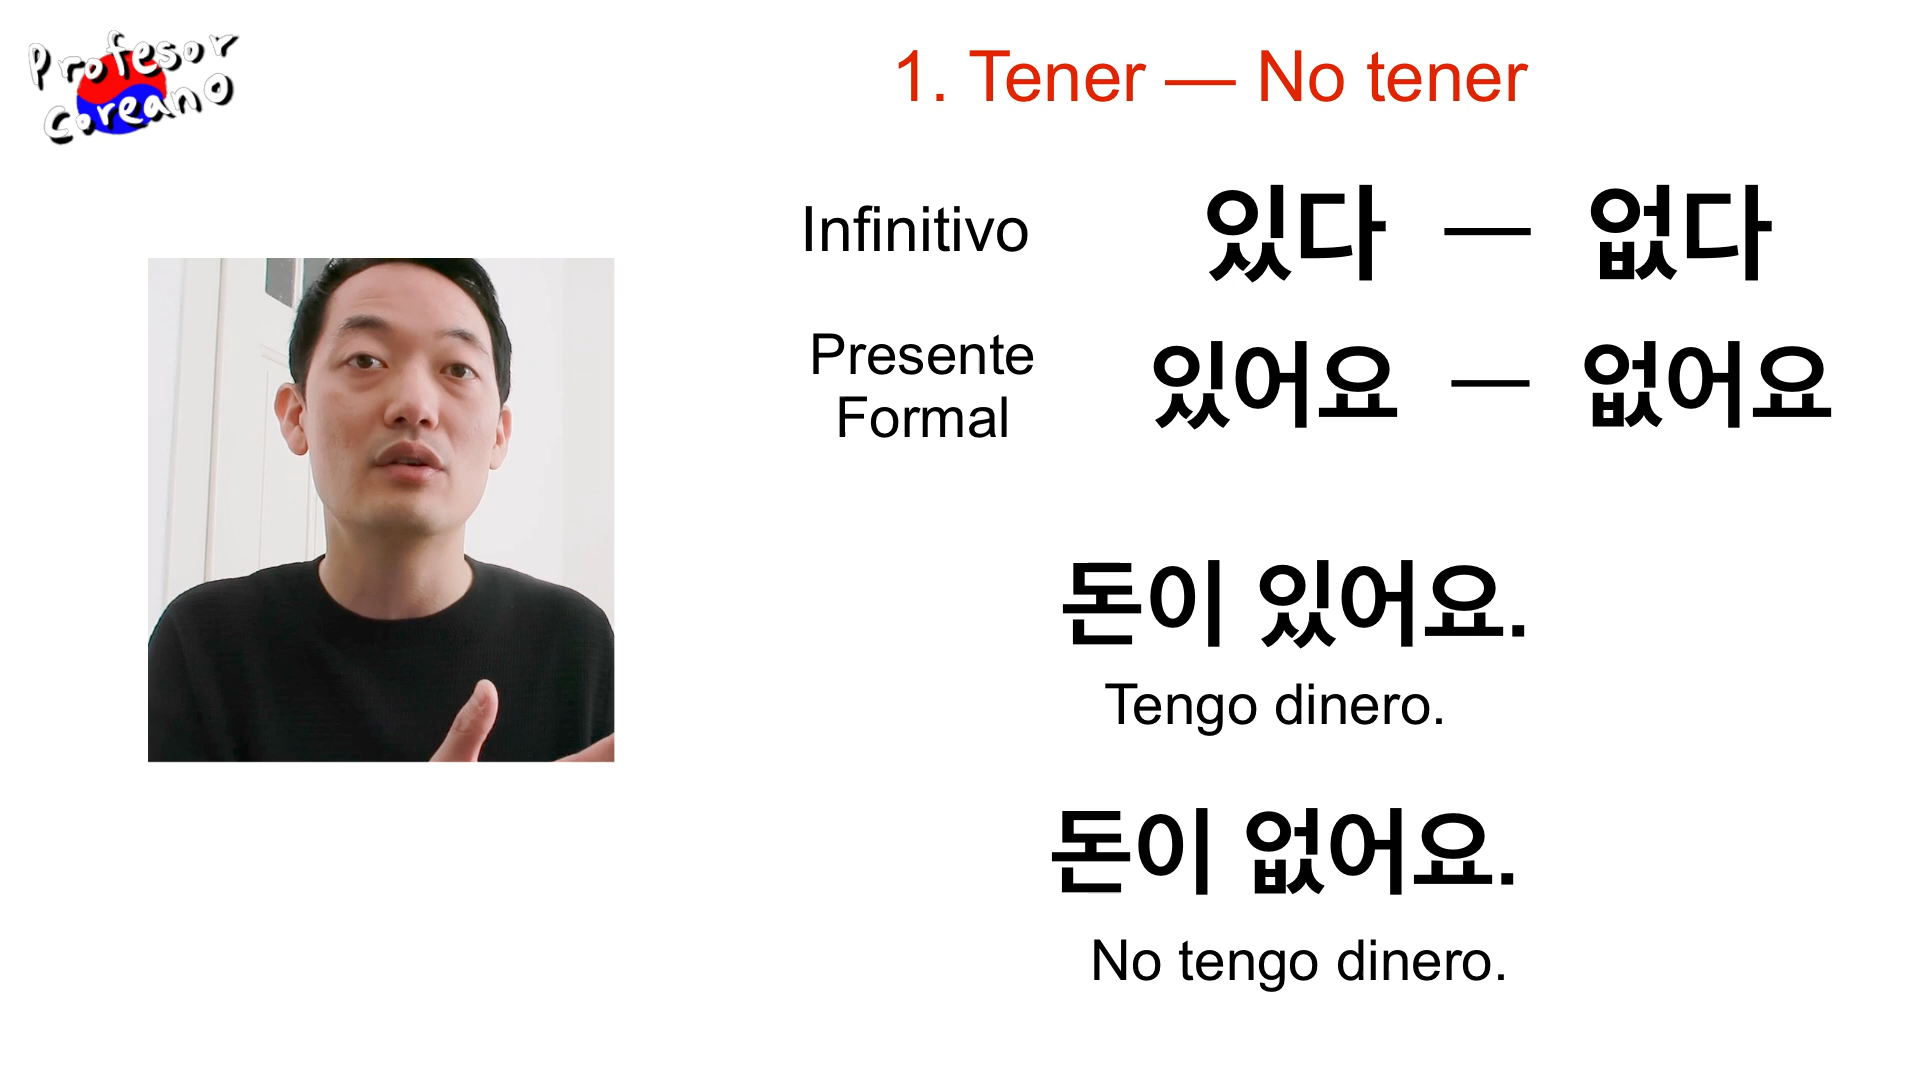 Profesor
Coreano
1. Tener — No tener
Infinitivo 있다 — 없다
Presente
Formal 있어요 — 없어요
돈이 있어요.
Tengo dinero.
돈이 없어요.
No tengo dinero.